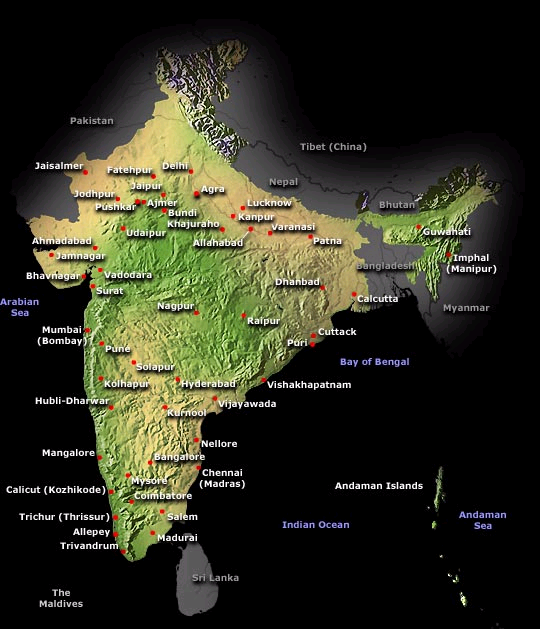 Pakistan
Tibet (China)
Jaisalmer
Fatehpur
Delhi
Nepal
Jaipur
Agra
Jodhpur
Pushkar
Ajmer
Lucknow
Bhutan
Bundi
Kanpur
Khajuraho
Udaipur
Varanasi
Guwahati
Ahmadabad
Allahabad
Patna
Jamnagar
Imphal
(Manipur)
Bangladesh
Bhavnagar
Vadodara
Dhanbad
Surat
Calcutta
Arabian
Sea
Nagpur
Myanmar
Raipur
Mumbai
(Bombay)
Cuttack
Puri
Pune
Bay of Bengal
Solapur
Kolhapur
Hyderabad
Vishakhapatnam
Hubli-Dharwar
Vijayawada
Kurnool
Nellore
Mangalore
Bangalore
Chennai
(Madras)
Mysore
Andaman Islands
Calicut (Kozhikode)
Coimbatore
Trichur (Thrissur)
Salem
Indian Ocean
Andaman
Sea
Allepey
Madurai
Trivandrum
Sri Lanka
The
Maldives